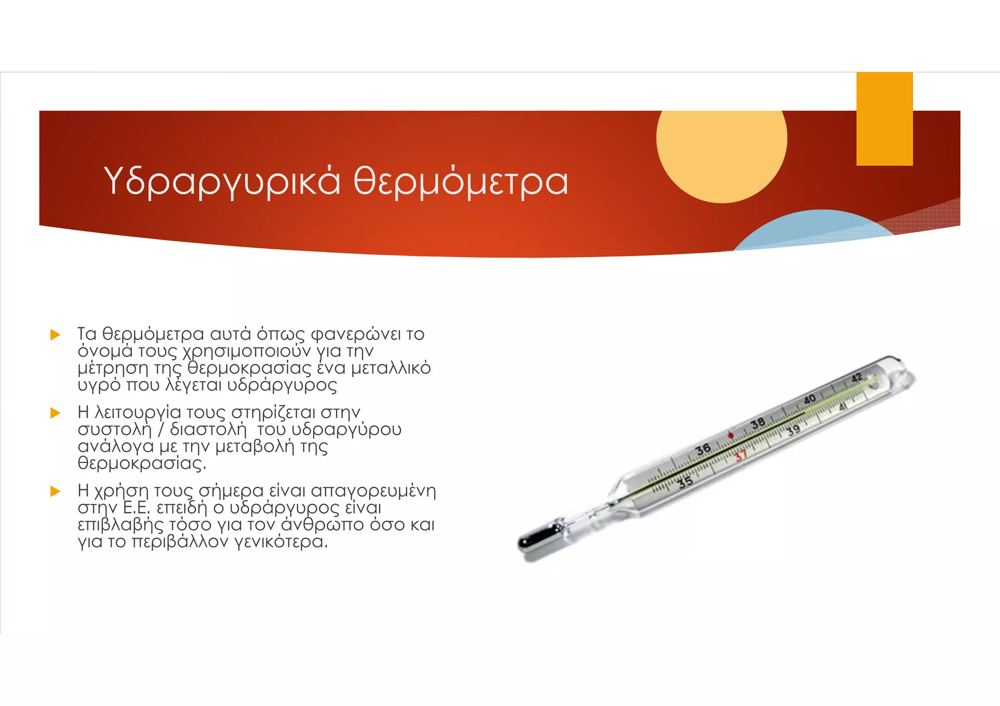 Υδραργυρικά θερμόμετρα
Τα θερμόμετρα αυτά όπως φανερώνει το
όνομά τους χρησιμοποιούν για την
μέτρηση της θερμοκρασίας ένα μεταλλικό
υγρό που λέγεται υδράργυρος
Η λειτουργία τους στηρίζεται στην
συστολή / διαστολή  του υδραργύρου
ανάλογα με την μεταβολή της
θερμοκρασίας.
Η χρήση τους σήμερα είναι απαγορευμένη
στην Ε.Ε. επειδή ο υδράργυρος είναι
επιβλαβής τόσο για τον άνθρωπο όσο και
για το περιβάλλον γενικότερα.
36 38 40 42
35 37 39 41